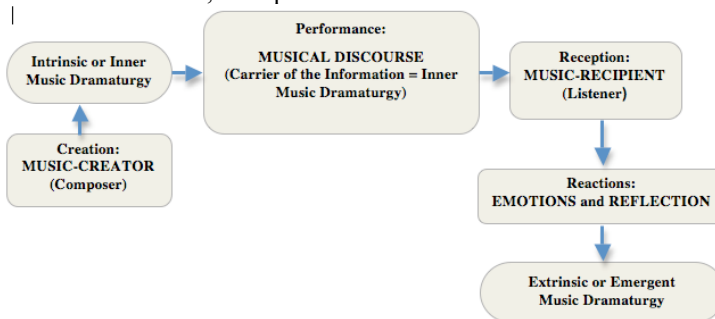 Performance:
MUSICAL DISCOURSE
(Carrier of the Information = Inner
Music Dramaturgy)
Intrinsic or Inner
Music Dramaturgy
Reception:
MUSIC-RECIPIENT
(Listener)
Creation:
MUSIC-CREATOR
(Composer)
Reactions:
EMOTIONS and REFLECTION
Extrinsic or Emergent
Music Dramaturgy